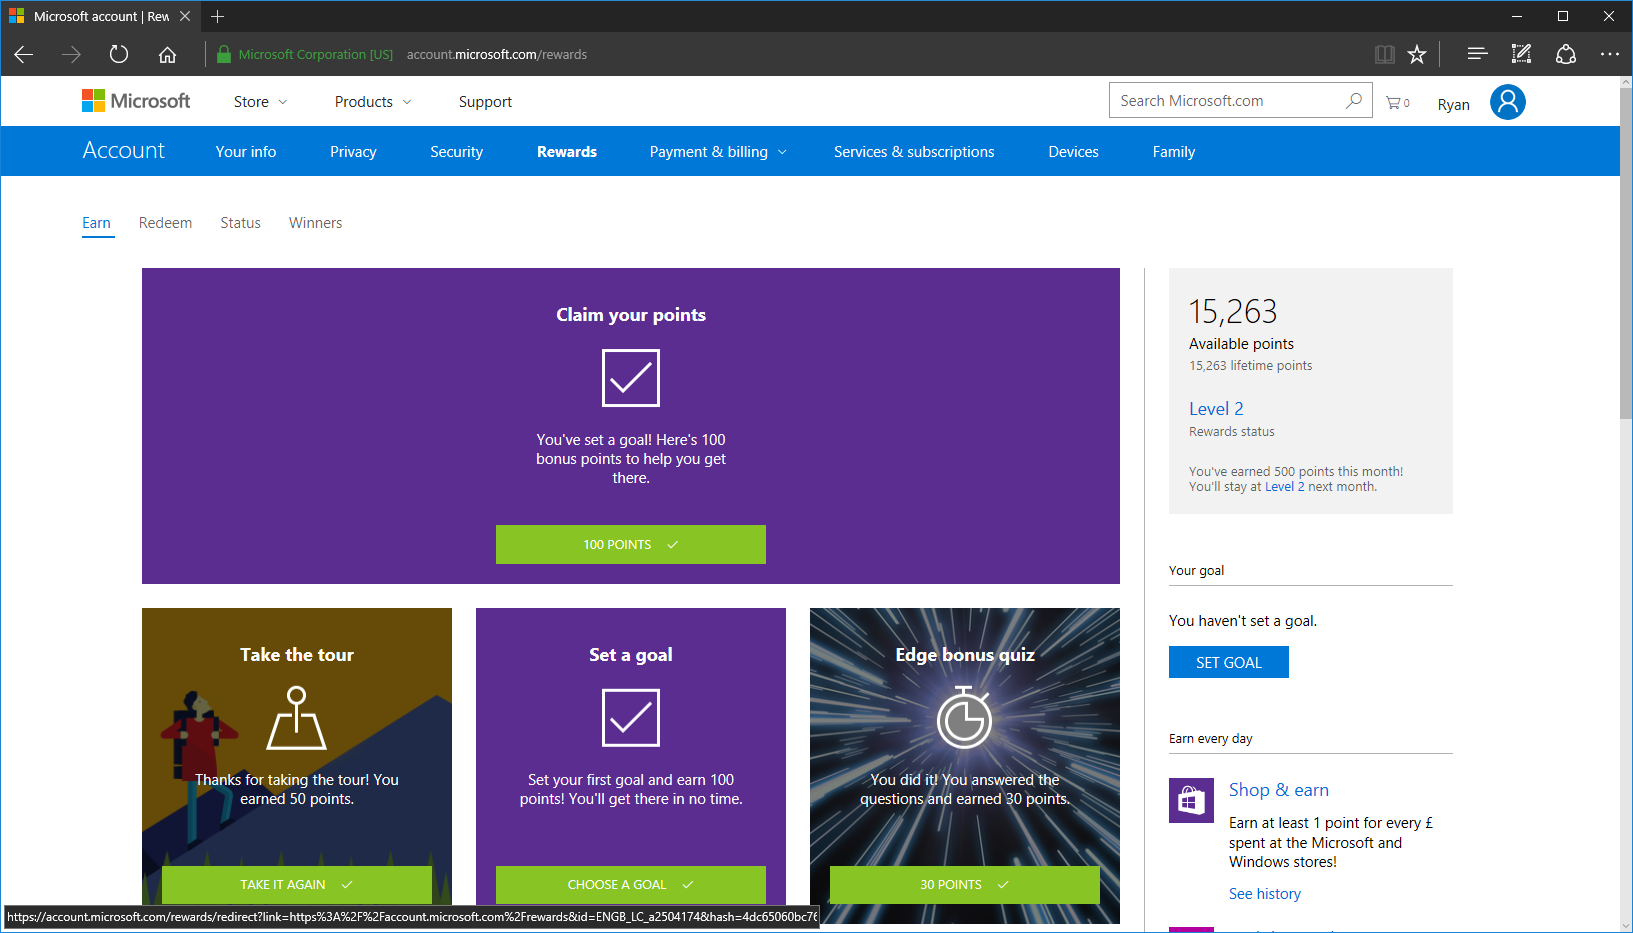 Microsoft account | Rew
Microsoft Corporation [US] account.microsoft.com/rewards
Microsoft Store Products Support Search Microsoft.com 0 Ryan
Account Your info Privacy Security Rewards Payment & billing Services & subscriptions Devices Family
Earn Redeem Status Winners
Claim your points
You've set a goal! Here's 100
bonus points to help you get
there.
100 POINTS
Take the tour
Thanks for taking the tour! You
earned 50 points.
TAKE IT AGAIN
Set a goal
Set your first goal and earn 100
points! You'll get there in no time.
CHOOSE A GOAL
Edge bonus quiz
You did it! You answered the
questions and earned 30 points.
30 POINTS
15,263
Available points
15,263 lifetime points
Level 2
Rewards status
You've earned 500 points this month!
You'll stay at Level 2 next month.
Your goal
You haven't set a goal.
SET GOAL
Earn every day
Shop & earn
Earn at least 1 point for every £
spent at the Microsoft and
Windows stores!
See history
https://account.microsoft.com/rewards/redirect?link=https%3A%2F%2Faccount.microsoft.com%2Frewards&id=ENGB_LC_a2504174&hash=4dc65060bc76